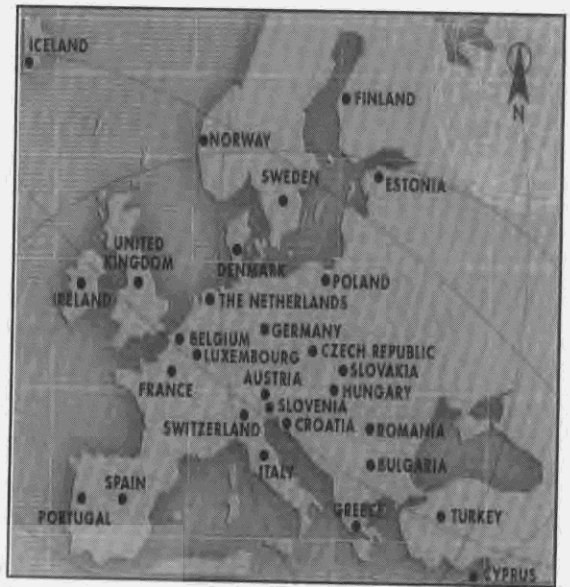 ICELAND
FINLAND
N
NORWAY
SWEDEN
ESTONIA
UNITED
KINGDOM
DENMARK
IRELAND
POLAND
THE NETHERLANDS
BELGIUM
GERMANY
LUXEMBOURG
CZECH REPUBLIC
FRANCE
SLOVAKIA
AUSTRIA
HUNGARY
SLOVENIA
SWITZERLAND
CROATIA
ROMANIA
ITALY
BULGARIA
SPAIN
PORTUGAL
GREECE
TURKEY
CYPRUS